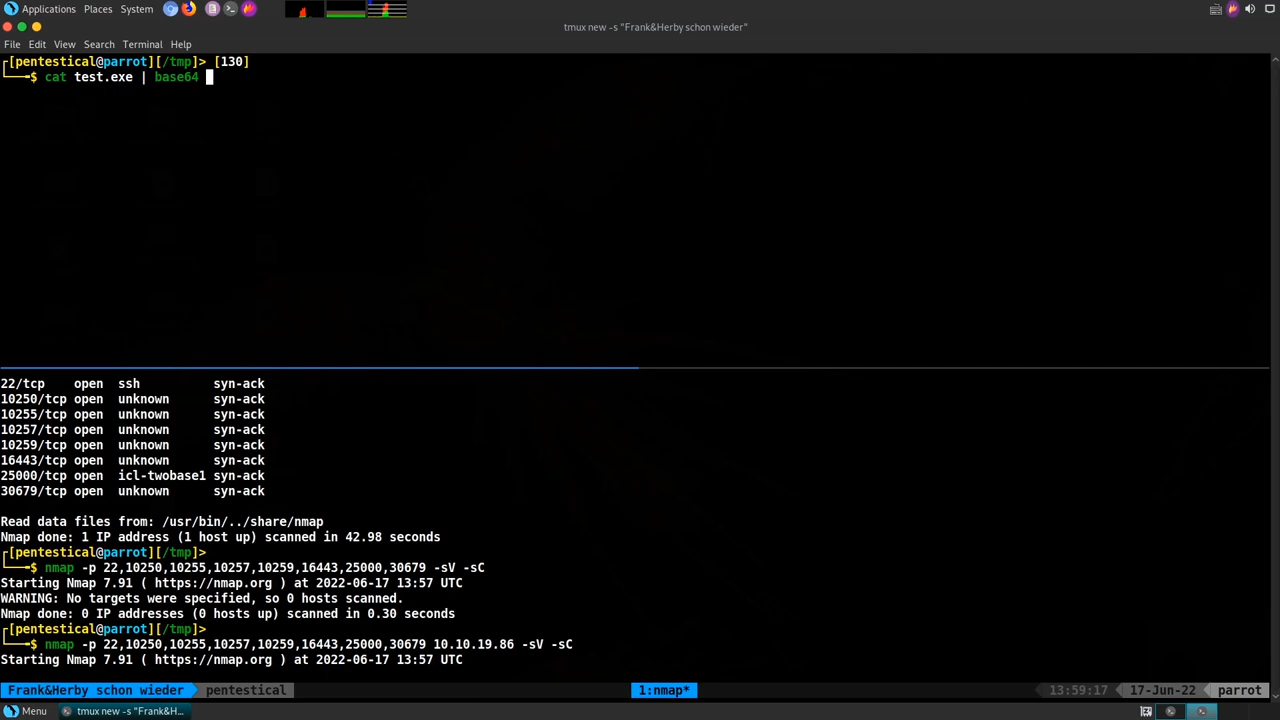 Applications Places System
tmux new -s "Frank&Herby schon wieder"
File Edit View Search Terminal Help
┌[pentestical@parrot][/tmp]> [130]
└──╼$ cat test.exe | base64
22/tcp    open  ssh          syn-ack
10250/tcp open  unknown      syn-ack
10255/tcp open  unknown      syn-ack
10257/tcp open  unknown      syn-ack
10259/tcp open  unknown      syn-ack
16443/tcp open  unknown      syn-ack
25000/tcp open  icl-twobase1 syn-ack
30679/tcp open  unknown      syn-ack
Read data files from: /usr/bin/../share/nmap
Nmap done: 1 IP address (1 host up) scanned in 42.98 seconds
┌[pentestical@parrot][/tmp]>
└──╼$ nmap -p 22,10250,10255,10257,10259,16443,25000,30679 -sV -sC
Starting Nmap 7.91 ( https://nmap.org ) at 2022-06-17 13:57 UTC
WARNING: No targets were specified, so 0 hosts scanned.
Nmap done: 0 IP addresses (0 hosts up) scanned in 0.30 seconds
┌[pentestical@parrot][/tmp]>
└──╼$ nmap -p 22,10250,10255,10257,10259,16443,25000,30679 10.10.19.86 -sV -sC
Starting Nmap 7.91 ( https://nmap.org ) at 2022-06-17 13:57 UTC
Frank&Herby schon wieder pentestical 1:nmap* 13:59:17 17-Jun-22 parrot
Menu tmux new -s "Frank&H...